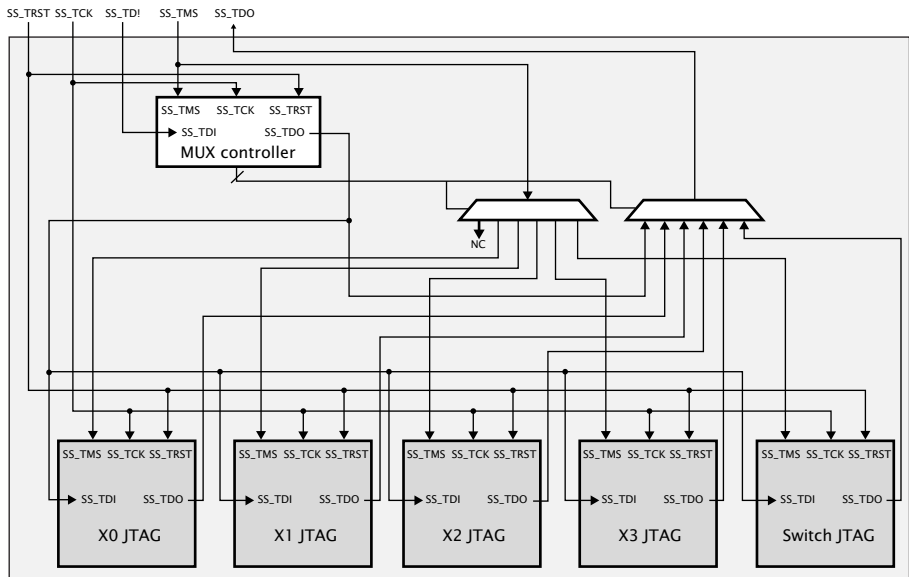 SS_TRST SS_TCK SS_TD! SS_TMS SS_TDO
SS_TMS SS_TCK SS_TRST
SS_TDI SS_TDO
MUX controller
NC
SS_TMS SS_TCK SS_TRST SS_TMS SS_TCK SS_TRST SS_TMS SS_TCK SS_TRST SS_TMS SS_TCK SS_TRST SS_TMS SS_TCK SS_TRST
SS_TDI SS_TDO SS_TDI SS_TDO SS_TDI SS_TDO SS_TDI SS_TDO SS_TDI SS_TDO
X0 JTAG X1 JTAG X2 JTAG X3 JTAG Switch JTAG